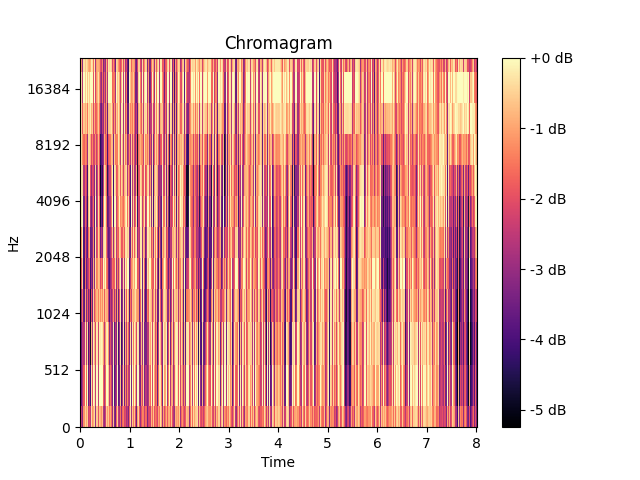 Chromagram
16384
8192
4096
2048
1024
512
0
Hz
0 1 2 3 4 5 6 7 8
Time
+0 dB
-1 dB
-2 dB
-3 dB
-4 dB
-5 dB